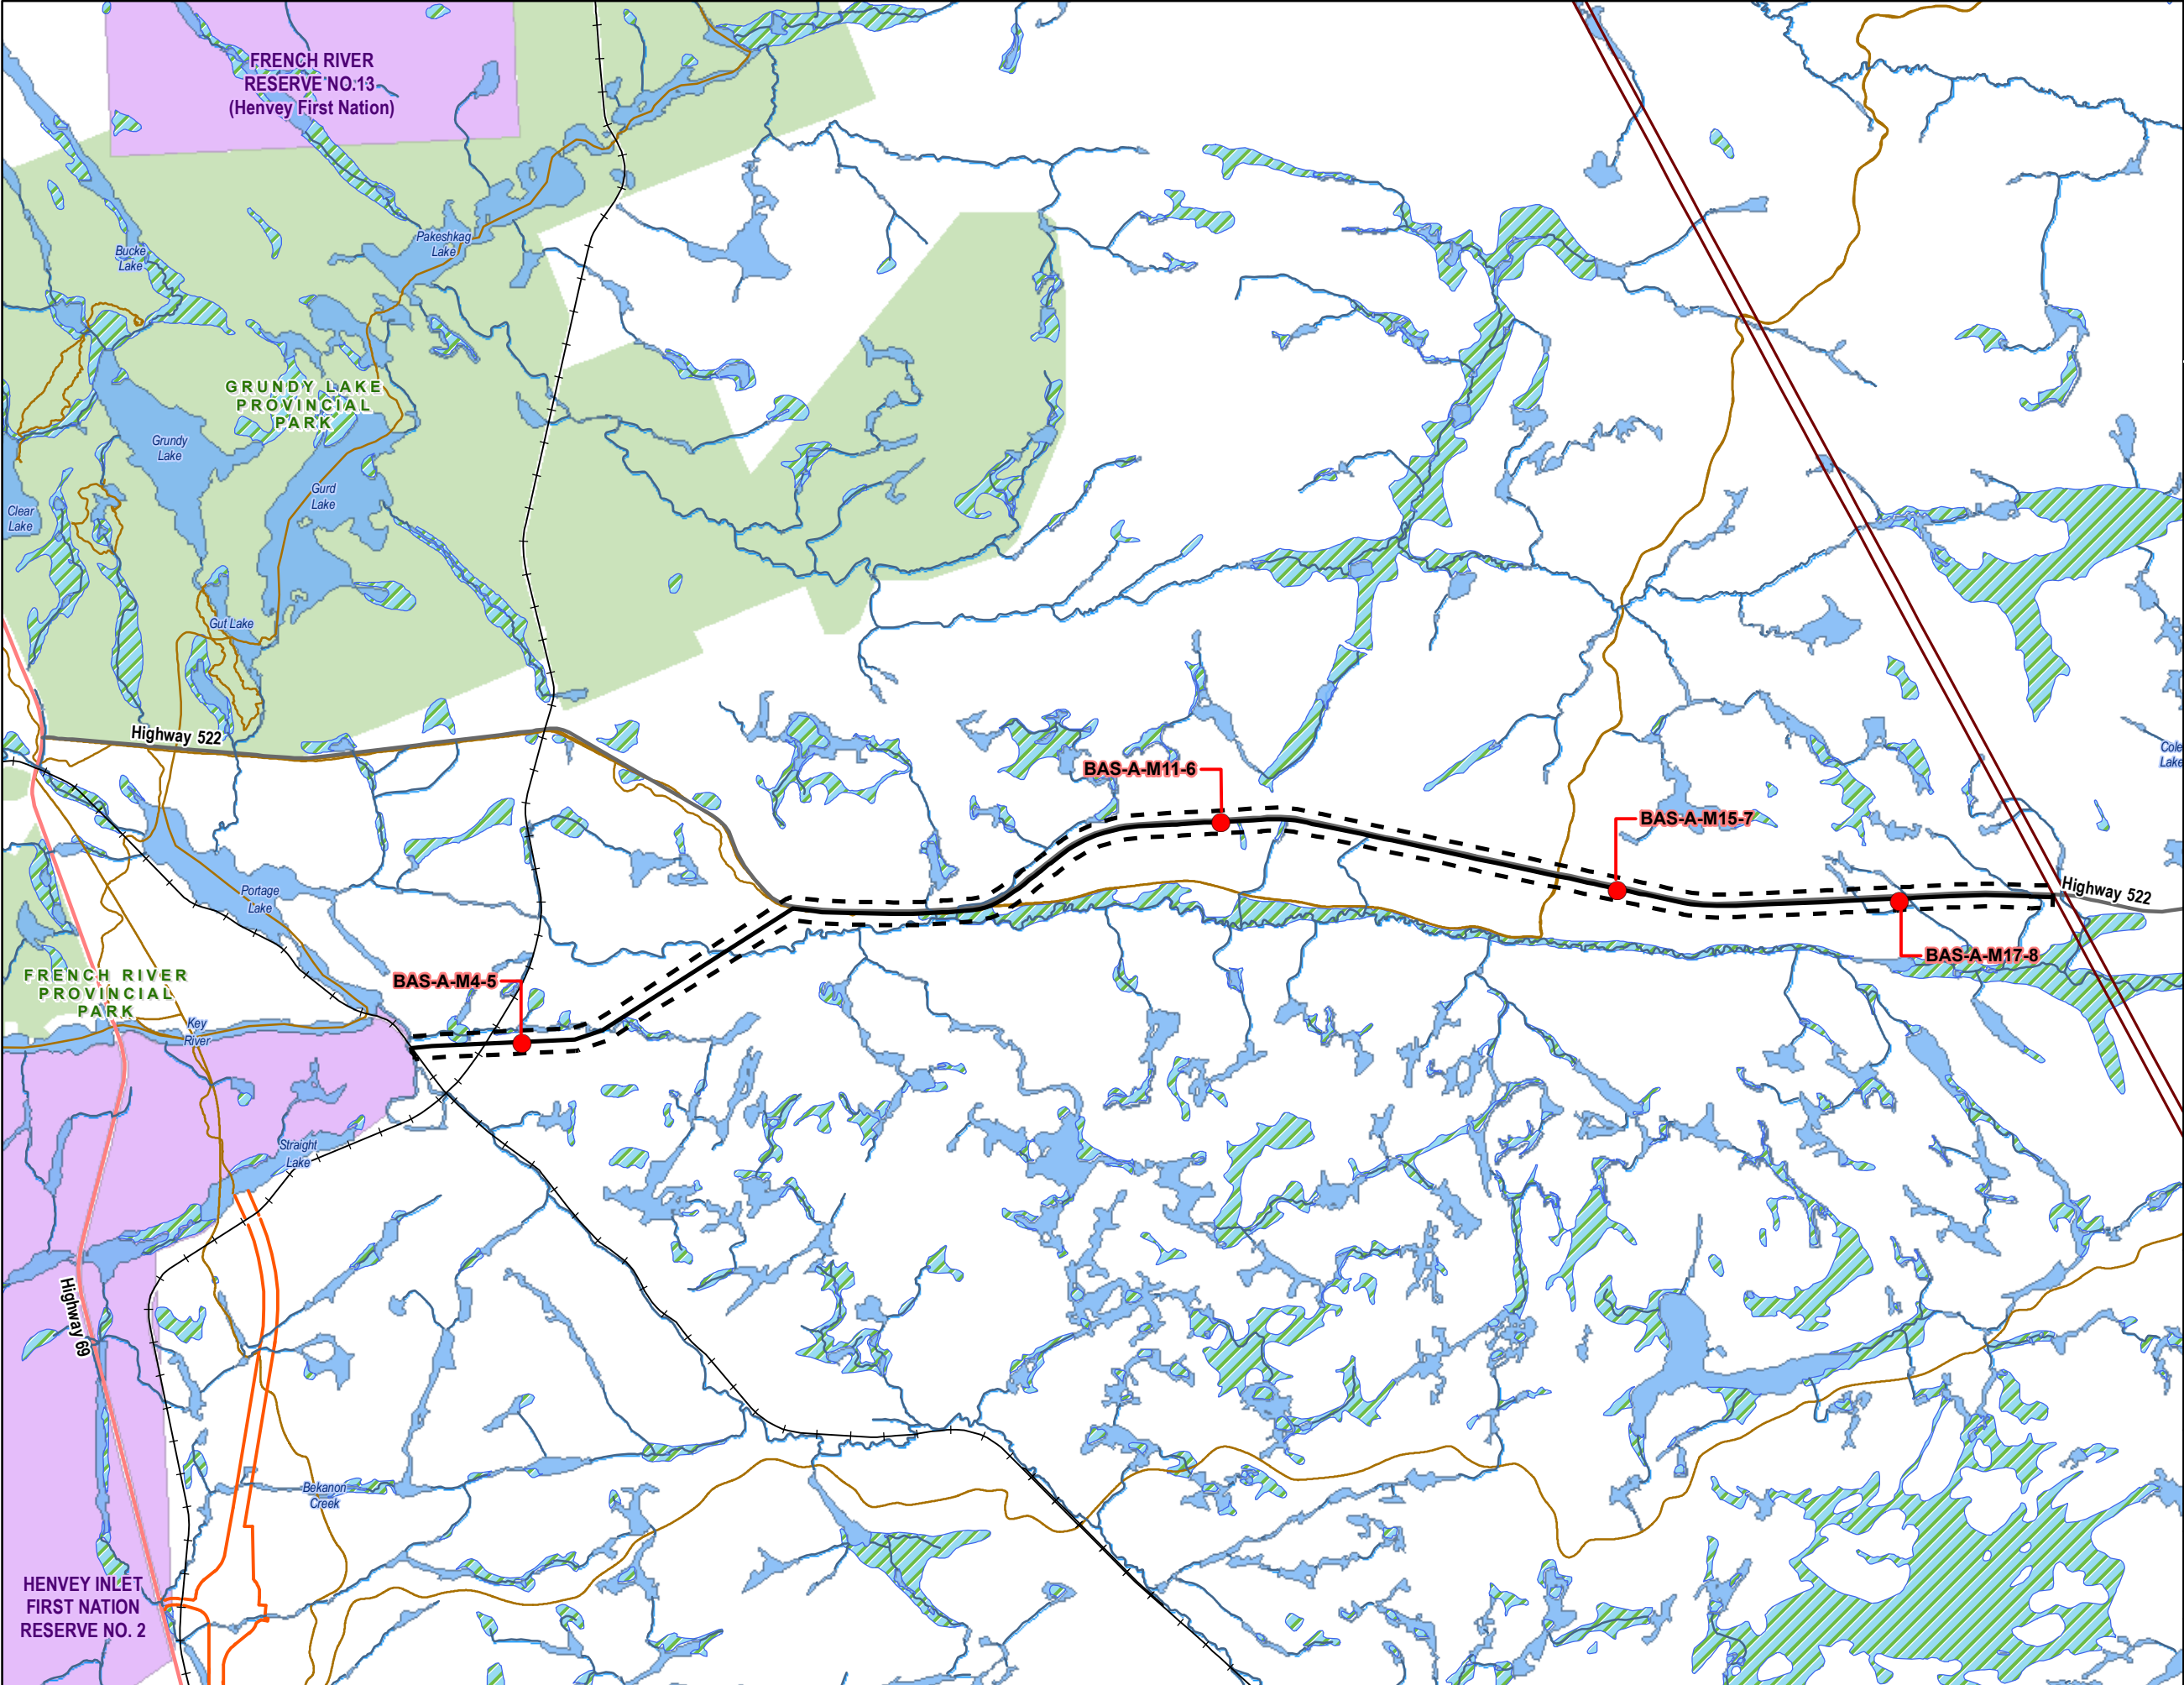 FRENCH RIVER
RESERVE NO.13
(Henvey First Nation)
Pakeshkag
Lake
Bucke
Lake
GRUNDY LAKE
PROVINCIAL
PARK
Grundy
Lake
Gurd
Lake
Clear
Lake
Gut Lake
Highway 522
Cole
Lake
BAS-A-M11-6
BAS-A-M15-7
Highway 522
Portage
Lake
BAS-A-M17-8
FRENCH RIVER
PROVINCIAL
PARK
BAS-A-M4-5
Key
River
Straight
Lake
Highway 69
Bekanon
Creek
HENVEY INLET
FIRST NATION
RESERVE NO. 2